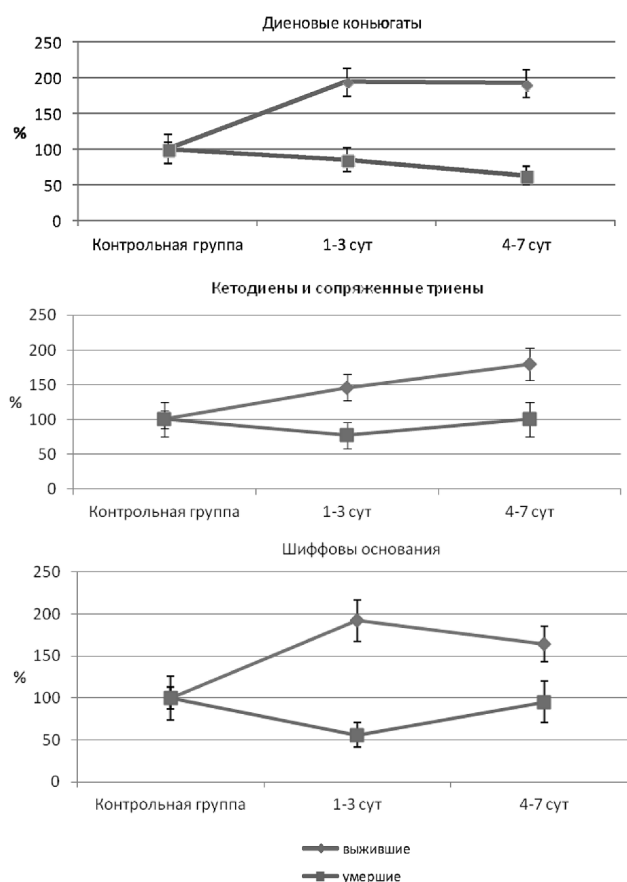 Диеновые коньюгаты
250
200
150
%
100
50
0
Контрольная группа 1-3 сут 4-7 сут
Кетодиены и сопряженные триены
250
200
150
%
100
50
0
Контрольная группа 1-3 сут 4-7 сут
Шиффовы основания
250
200
150
%
100
50
0
Контрольная группа 1-3 сут 4-7 сут
выжившие
умершие